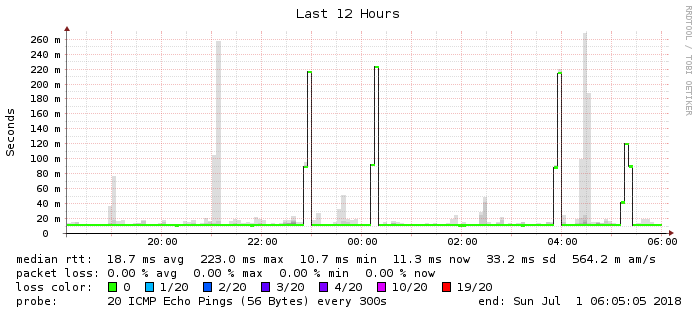 Last 12 Hours
RRDTOOL / TOBI OETIKER
Seconds
260 m
240 m
220 m
200 m
180 m
160 m
140 m
120 m
100 m
80 m
60 m
40 m
20 m
0
20:00 22:00 00:00 02:00 04:00 06:00
median rtt: 18.7 ms avg 223.0 ms max 10.7 ms min 11.3 ms now 33.2 ms sd 564.2 m am/s
packet loss: 0.00 % avg 0.00 % max 0.00 % min 0.00 % now
loss color: 0 1/20 2/20 3/20 4/20 10/20 19/20
probe: 20 ICMP Echo Pings (56 Bytes) every 300s end: Sun Jul 1 06:05:05 2018